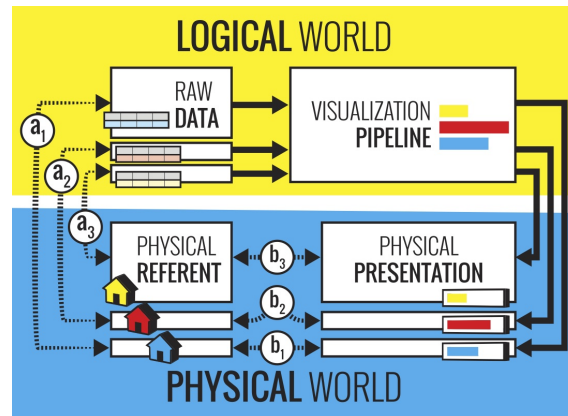 LOGICAL WORLD
RAW
DATA
VISUALIZATION
PIPELINE
a1
a2
a3
PHYSICAL
REFERENT
b3
PHYSICAL
PRESENTATION
b2
b1
PHYSICAL WORLD